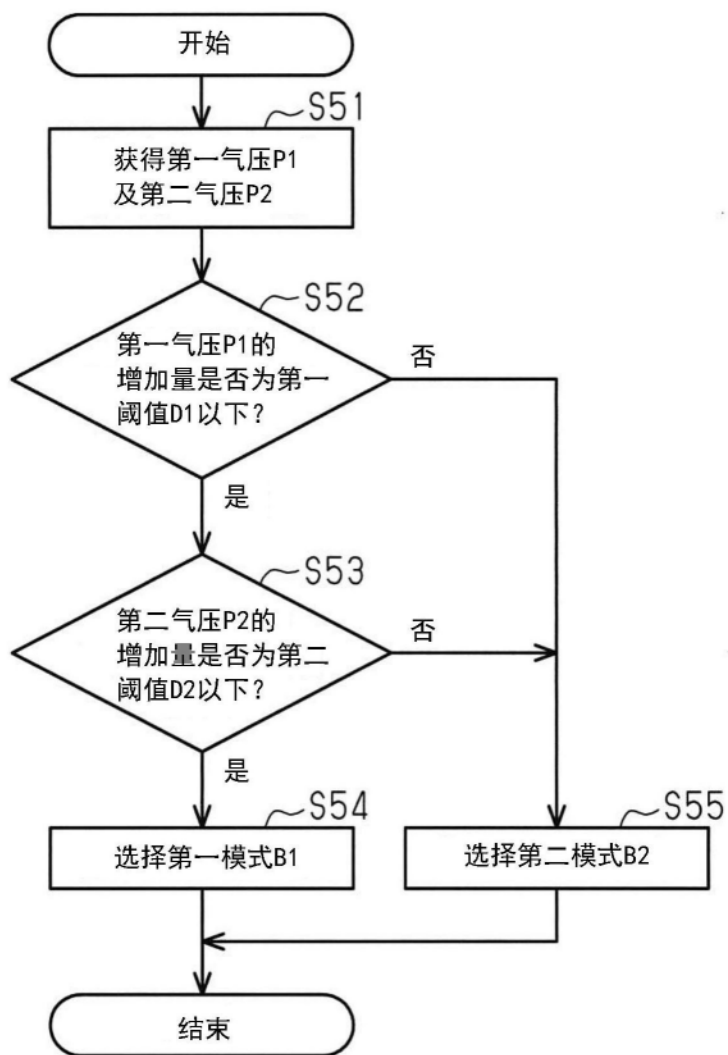 开始
S51
获得第一气压P1
及第二气压P2
S52
第一气压P1的
增加量是否为第一
阈值D1以下?
否
是
S53
第二气压P2的
增加量是否为第二
阈值D2以下?
否
是
S54
选择第一模式B1
S55
选择第二模式B2
结束